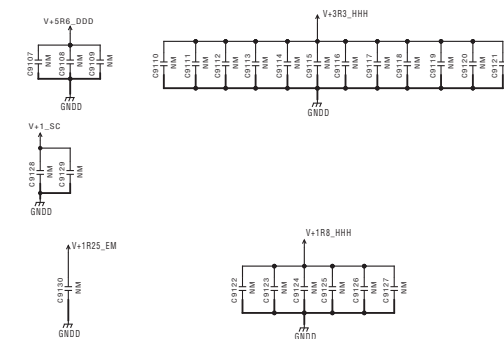 V+5R6_DDD
C9107 NM
C9108 NM
C9109 NM
GNDD
V+3R3_HHH
C9110 NM
C9111 NM
C9112 NM
C9113 NM
C9114 NM
C9115 NM
C9116 NM
C9117 NM
C9118 NM
C9119 NM
C9120 NM
C9121 NM
GNDD
V+1_SC
C9128 NM
C9129 NM
GNDD
V+1R25_EM
C9130 NM
GNDD
V+1R8_HHH
C9122 NM
C9123 NM
C9124 NM
C9125 NM
C9126 NM
C9127 NM
GNDD